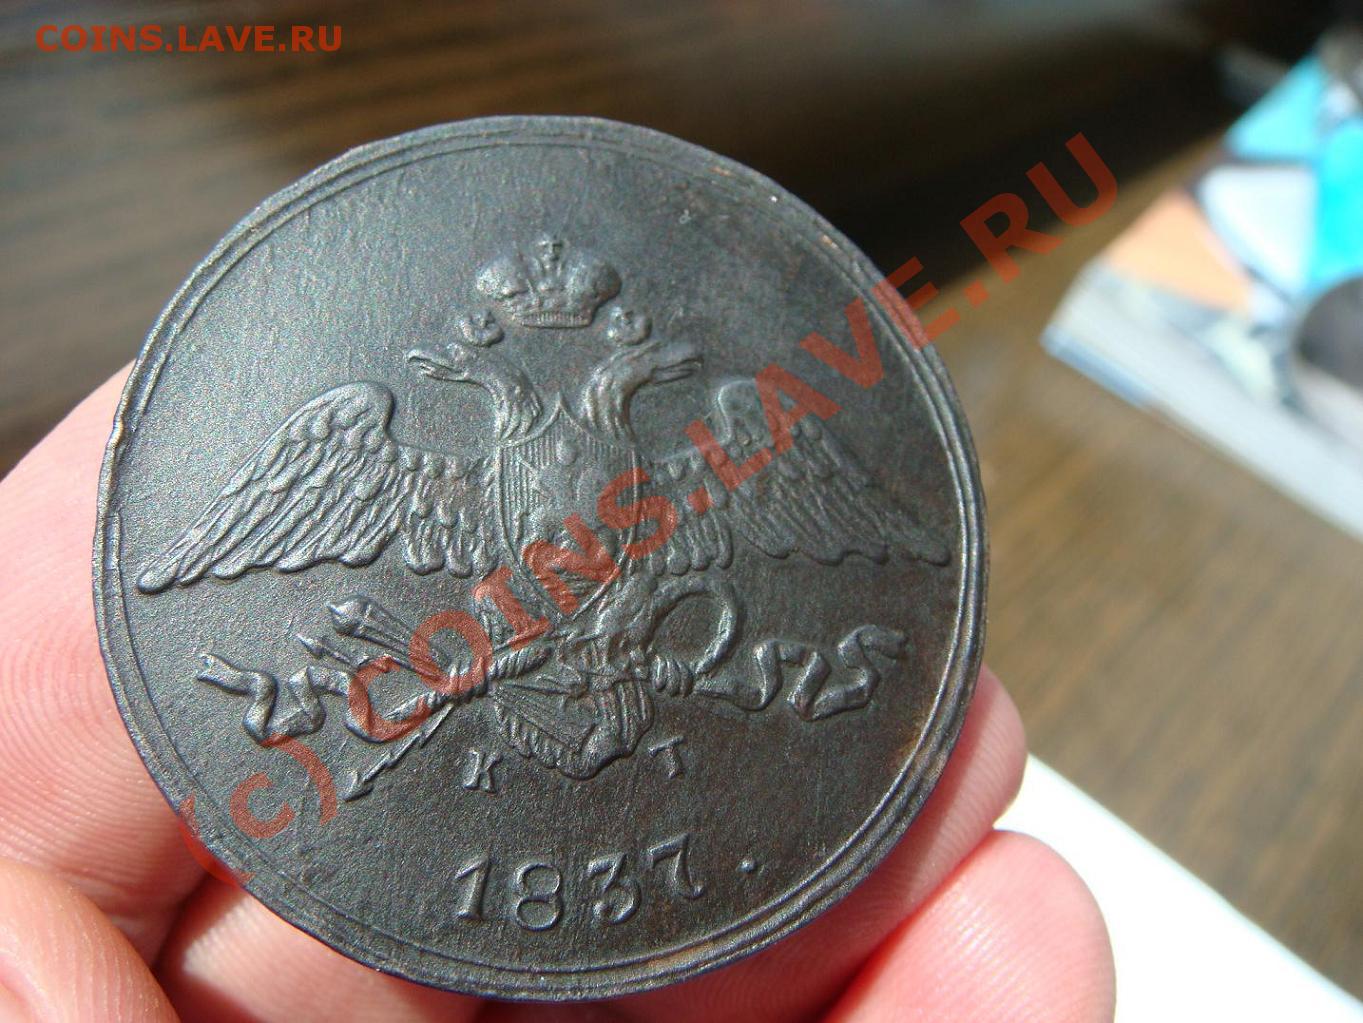 COINS.LAVE.RU
(c) COINS.LAVE.RU
К Т
1837.